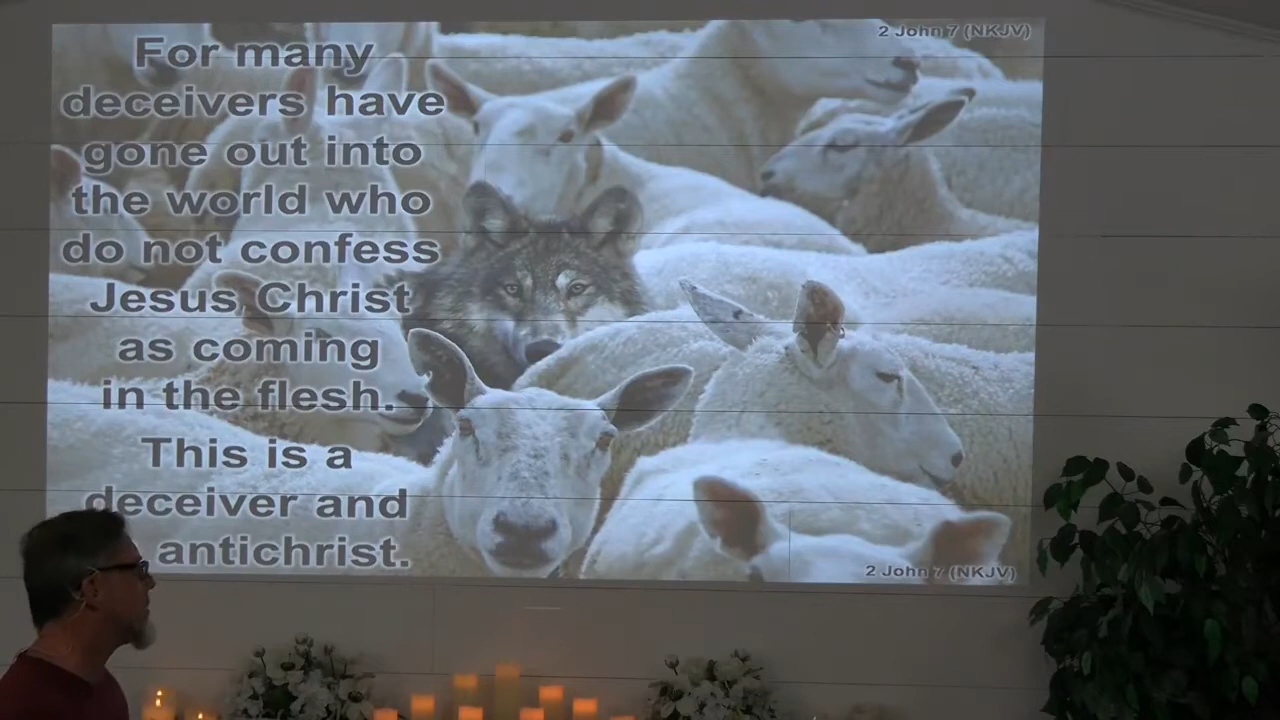 2 John 7 (NKJV)
For many
deceivers have
gone out into
the world who
do not confess
Jesus Christ
as coming
in the flesh.
This is a
deceiver and
antichrist.
2 John 7 (NKJV)